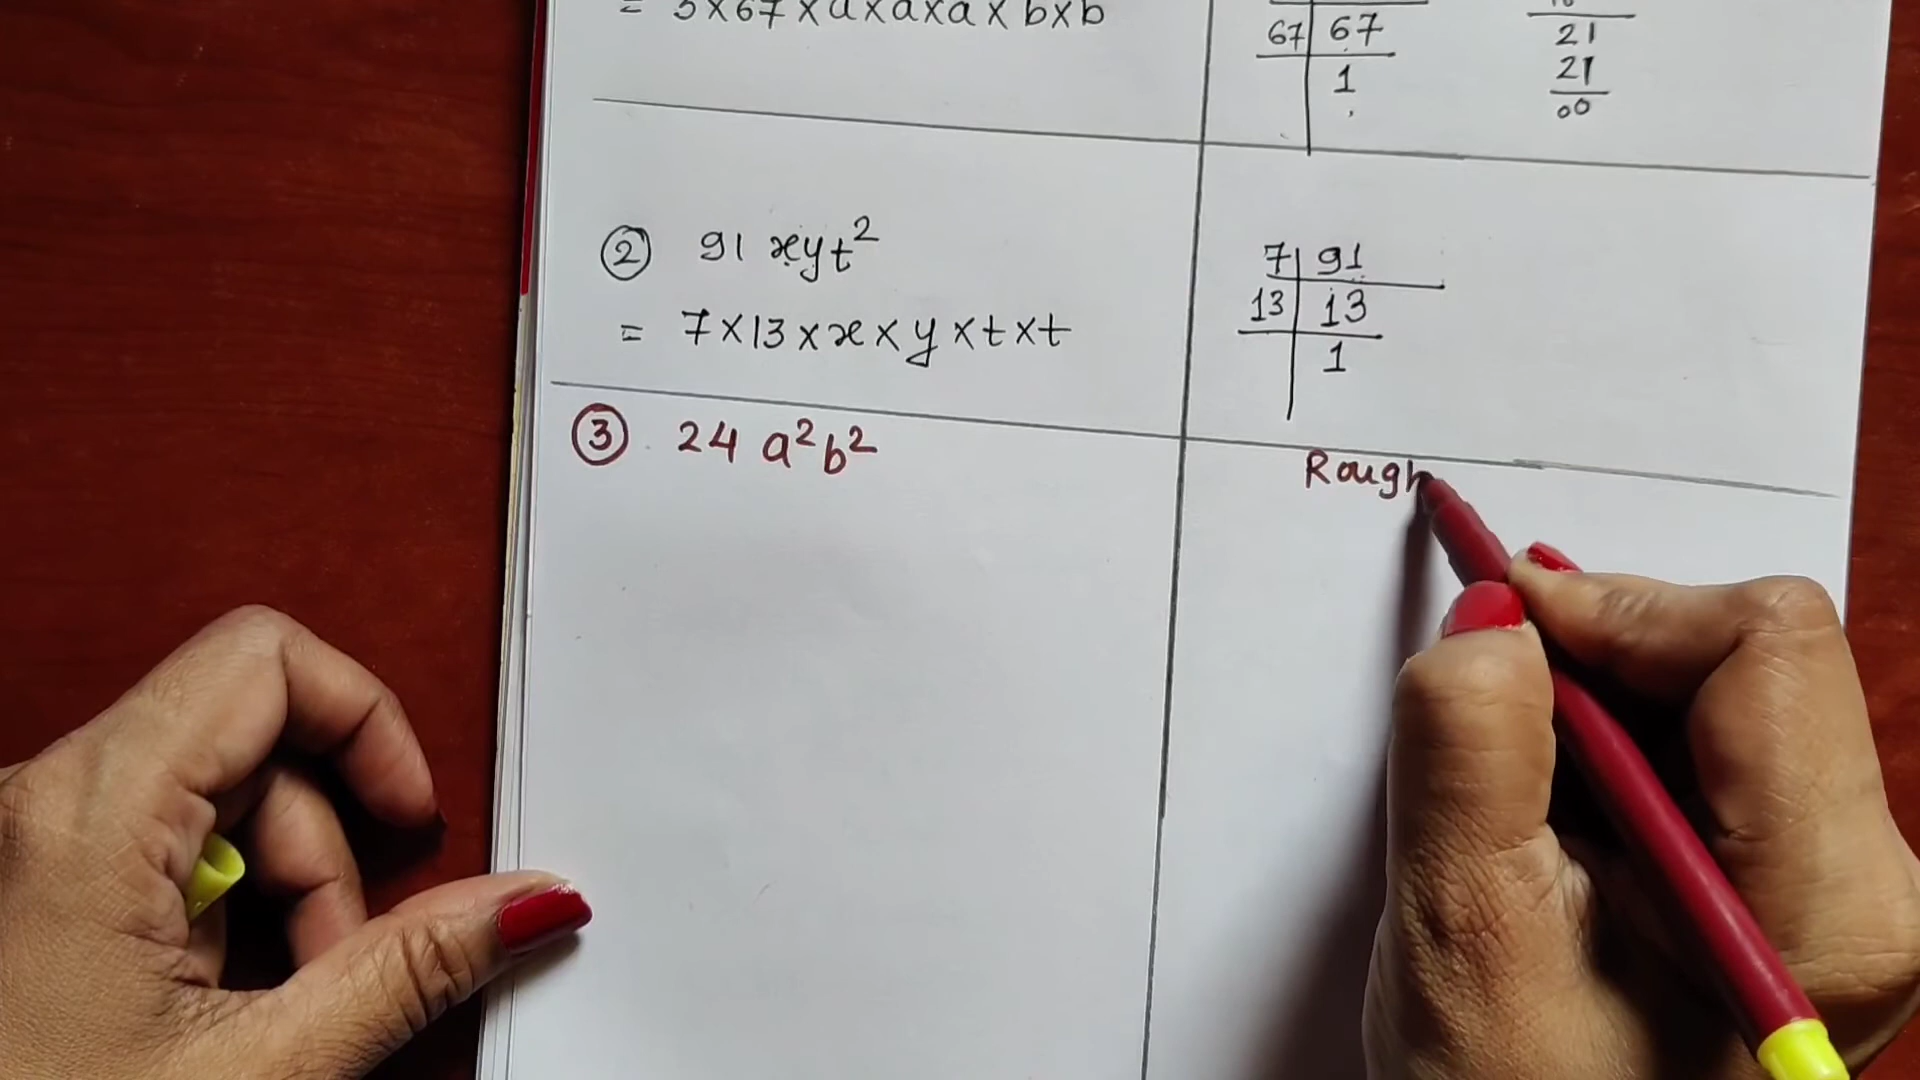 = 3×67×a×a×a×b×b
67 67
1
21
21
00
② 91 xyt²
= 7×13×x×y×t×t
7 91
13 13
1
③ 24 a²b²
Rough